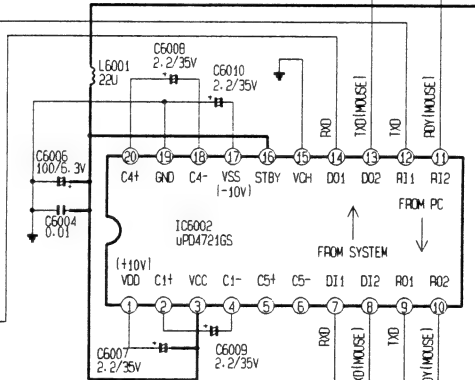 L6001
22U
C6008
2.2/35V
C6010
2.2/35V
RXD
TXD(MOUSE)
TXD
RDY(MOUSE)
20 19 18 17 16 15 14 13 12 11
C4+ GND C4- VSS STBY VCH DO1 DO2 RI1 RI2
(-10V)
C6006
100/6.3V
C6004
0.01
IC6002
uPD4721GS
FROM PC
FROM SYSTEM
(+10V)
VDD C1+ VCC C1- C5+ C5- DI1 DI2 RO1 RO2
1 2 3 4 5 6 7 8 9 10
C6007
2.2/35V
C6009
2.2/35V
RXD
XD(MOUSE)
TXD
DY(MOUSE)